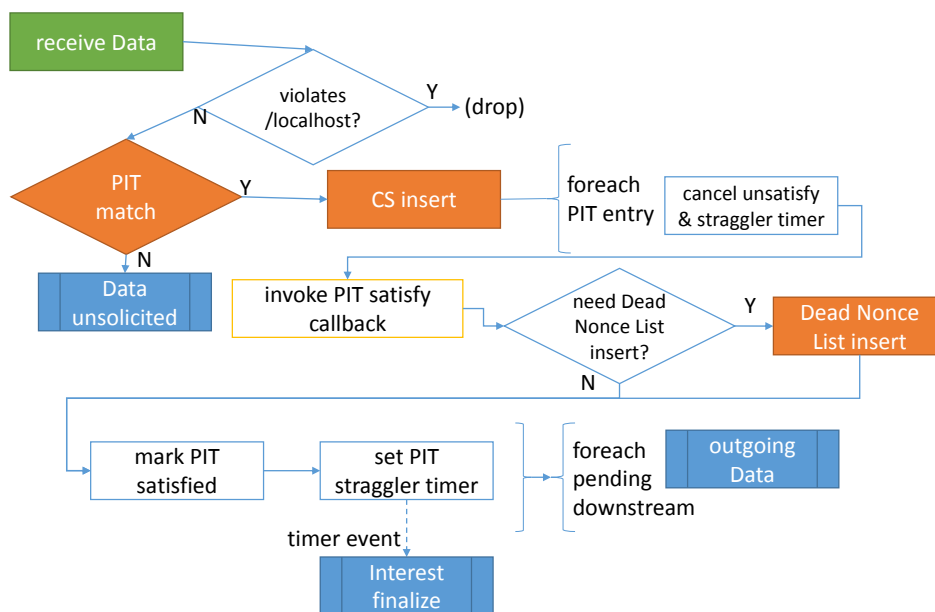 receive Data
violates
/localhost?
Y
(drop)
N
PIT
match
Y
CS insert
foreach
PIT entry
cancel unsatisfy
& straggler timer
N
Data
unsolicited
invoke PIT satisfy
callback
need Dead
Nonce List
insert?
Y
Dead Nonce
List insert
N
mark PIT
satisfied
set PIT
straggler timer
foreach
pending
downstream
outgoing
Data
timer event
Interest
finalize